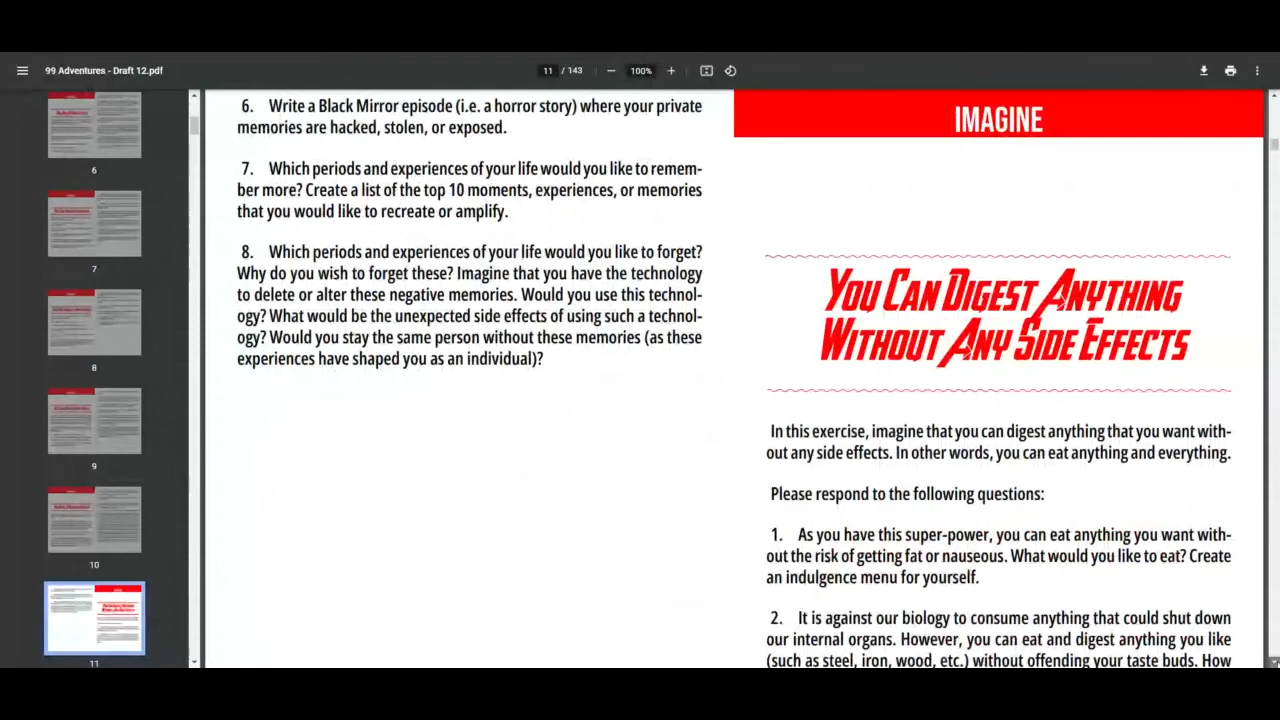 99 Adventures - Draft 12.pdf
11 / 143
100%
6
7
8
9
10
11
6. Write a Black Mirror episode (i.e. a horror story) where your private
memories are hacked, stolen, or exposed.
7. Which periods and experiences of your life would you like to remem-
ber more? Create a list of the top 10 moments, experiences, or memories
that you would like to recreate or amplify.
8. Which periods and experiences of your life would you like to forget?
Why do you wish to forget these? Imagine that you have the technology
to delete or alter these negative memories. Would you use this technol-
ogy? What would be the unexpected side effects of using such a technol-
ogy? Would you stay the same person without these memories (as these
experiences have shaped you as an individual)?
IMAGINE
YOU CAN DIGEST ANYTHING
WITHOUT ANY SIDE EFFECTS
In this exercise, imagine that you can digest anything that you want with-
out any side effects. In other words, you can eat anything and everything.
Please respond to the following questions:
1. As you have this super-power, you can eat anything you want with-
out the risk of getting fat or nauseous. What would you like to eat? Create
an indulgence menu for yourself.
2. It is against our biology to consume anything that could shut down
our internal organs. However, you can eat and digest anything you like
(such as steel, iron, wood, etc.) without offending your taste buds. How